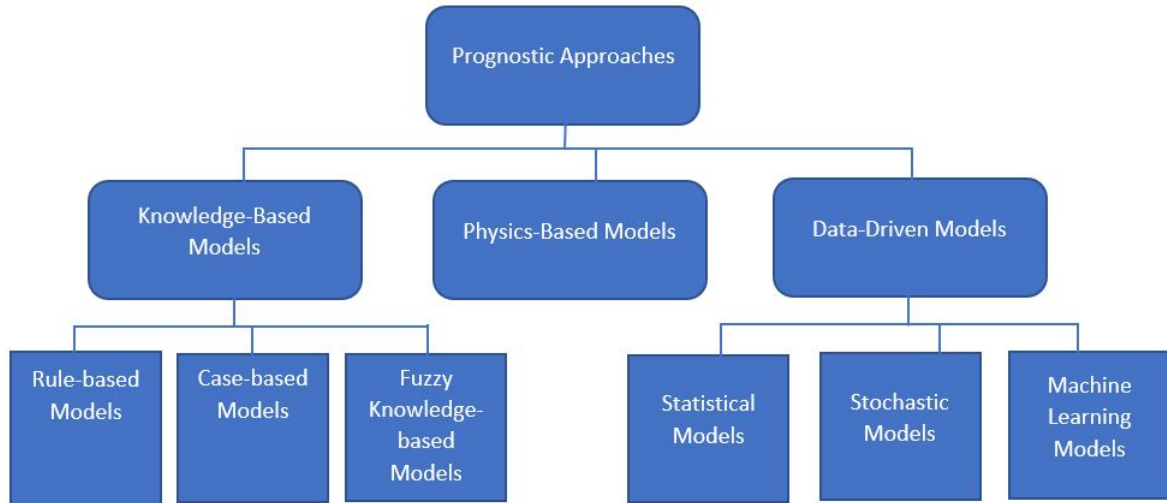 Prognostic Approaches
Knowledge-Based
Models
Physics-Based Models
Data-Driven Models
Rule-based
Models
Case-based
Models
Fuzzy
Knowledge-
based
Models
Statistical
Models
Stochastic
Models
Machine
Learning
Models